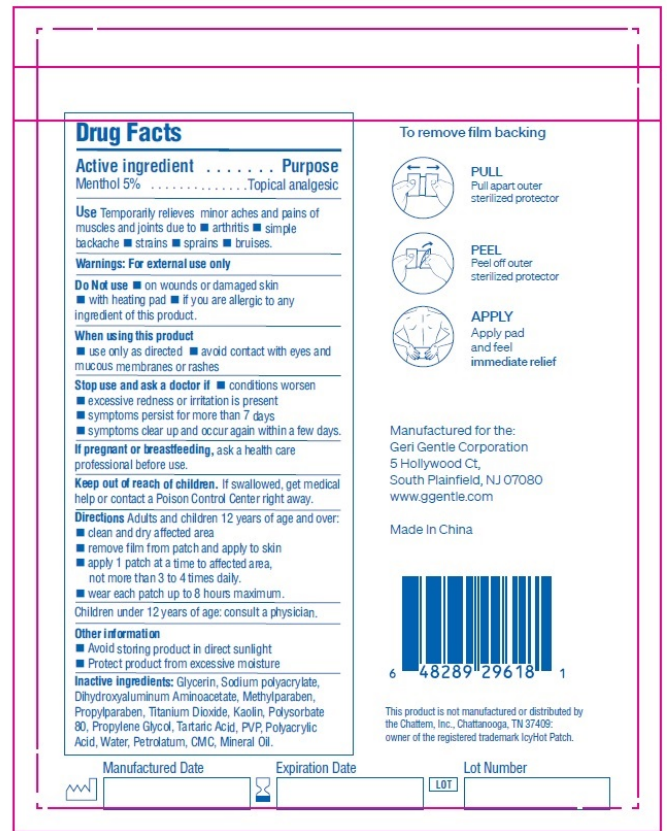 Drug Facts
Active ingredient . . . . . . . Purpose
Menthol 5% . . . . . . . . . . . . . Topical analgesic
Use Temporarily relieves minor aches and pains of
muscles and joints due to ■ arthritis ■ simple
backache ■ strains ■ sprains ■ bruises.
Warnings: For external use only
Do Not use ■ on wounds or damaged skin
■ with heating pad ■ if you are allergic to any
ingredient of this product.
When using this product
■ use only as directed ■ avoid contact with eyes and
mucous membranes or rashes
Stop use and ask a doctor if ■ conditions worsen
■ excessive redness or irritation is present
■ symptoms persist for more than 7 days
■ symptoms clear up and occur again within a few days.
If pregnant or breastfeeding, ask a health care
professional before use.
Keep out of reach of children. If swallowed, get medical
help or contact a Poison Control Center right away.
Directions Adults and children 12 years of age and over:
■ clean and dry affected area
■ remove film from patch and apply to skin
■ apply 1 patch at a time to affected area,
not more than 3 to 4 times daily.
■ wear each patch up to 8 hours maximum.
Children under 12 years of age: consult a physician.
Other information
■ Avoid storing product in direct sunlight
■ Protect product from excessive moisture
Inactive ingredients: Glycerin, Sodium polyacrylate,
Dihydroxyaluminum Aminoacetate, Methylparaben,
Propylparaben, Titanium Dioxide, Kaolin, Polysorbate
80, Propylene Glycol, Tartaric Acid, PVP, Polyacrylic
Acid, Water, Petrolatum, CMC, Mineral Oil.
To remove film backing
PULL
Pull apart outer
sterilized protector
PEEL
Peel off outer
sterilized protector
APPLY
Apply pad
and feel
immediate relief
Manufactured for the:
Geri Gentle Corporation
5 Hollywood Ct,
South Plainfield, NJ 07080
www.ggentle.com
Made In China
6 48289 29618 1
This product is not manufactured or distributed by
the Chattem, Inc., Chattanooga, TN 37409:
owner of the registered trademark IcyHot Patch.
Manufactured Date
Expiration Date
LOT
Lot Number